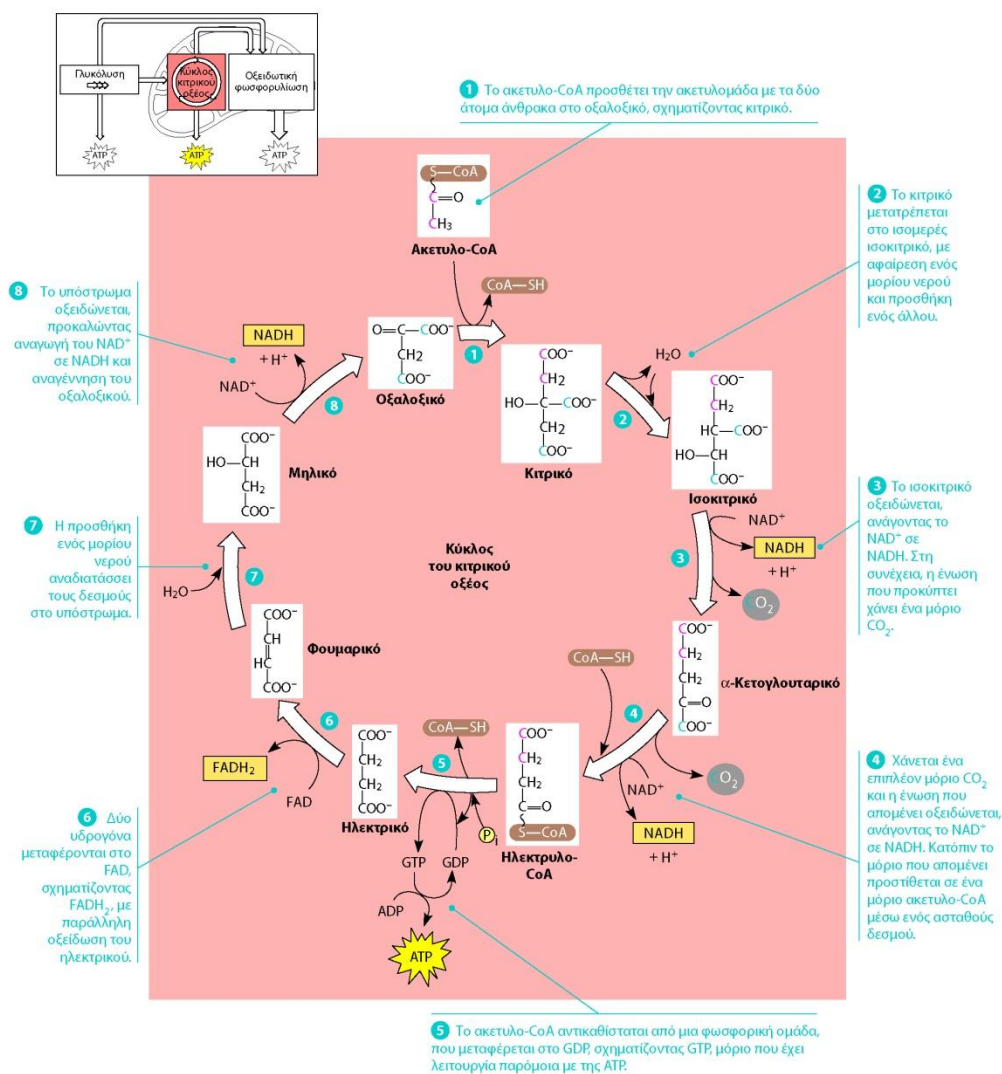 Γλυκόλυση
Κύκλος
κιτρικού
οξέος
Οξειδωτική
φωσφορυλίωση
ATP
ATP
ATP
1 Το ακετυλο-CoA προσθέτει την ακετυλομάδα με τα δύο
άτομα άνθρακα στο οξαλοξικό, σχηματίζοντας κιτρικό.
S—CoA
C=O
CH3
Ακετυλο-CoA
CoA—SH
2 Το κιτρικό
μετατρέπεται
στο ισομερές
ισοκιτρικό, με
αφαίρεση ενός
μορίου νερού
και προσθήκη
ενός άλλου.
8 Το υπόστρωμα
οξειδώνεται,
προκαλώντας
αναγωγή του NAD+
σε NADH και
αναγέννηση του
οξαλοξικού.
NADH
+ H+
NAD+
8
O=C—COO−
CH2
COO−
Οξαλοξικό
1
COO−
CH2
HO—C—COO−
CH2
COO−
Κιτρικό
H2O
2
COO−
CH2
HC—COO−
HO—CH
COO−
Ισοκιτρικό
3 Το ισοκιτρικό
οξειδώνεται,
ανάγοντας το
NAD+ σε
NADH. Στη
συνέχεια, η ένωση
που προκύπτει
χάνει ένα μόριο
CO2.
NAD+
NADH
+ H+
3
CO2
COO−
HO—CH
CH2
COO−
Μηλικό
Κύκλος
του κιτρικού
οξέος
7 Η προσθήκη
ενός μορίου
νερού
αναδιατάσσει
τους δεσμούς
στο υπόστρωμα.
H2O
7
COO−
CH
HC
COO−
Φουμαρικό
COO−
CH2
CH2
C=O
COO−
α-Κετογλουταρικό
CoA—SH
4
CO2
NAD+
NADH
+ H+
4 Χάνεται ένα
επιπλέον μόριο CO2
και η ένωση που
απομένει οξειδώνεται,
ανάγοντας το NAD+
σε NADH. Κατόπιν το
μόριο που απομένει
προστίθεται σε ένα
μόριο ακετυλο-CoA
μέσω ενός ασταθούς
δεσμού.
COO−
CH2
CH2
C=O
S—CoA
Ηλεκτρυλο-
CoA
CoA—SH
5
Pi
GTP
GDP
ADP
ATP
COO−
CH2
CH2
COO−
Ηλεκτρικό
6
FADH2
FAD
6 Δύο
υδρογόνα
μεταφέρονται στο
FAD,
σχηματίζοντας
FADH2, με
παράλληλη
οξείδωση του
ηλεκτρικού.
5 Το ακετυλο-CoA αντικαθίσταται από μια φωσφορική ομάδα,
που μεταφέρεται στο GDP, σχηματίζοντας GTP, μόριο που έχει
λειτουργία παρόμοια με της ATP.